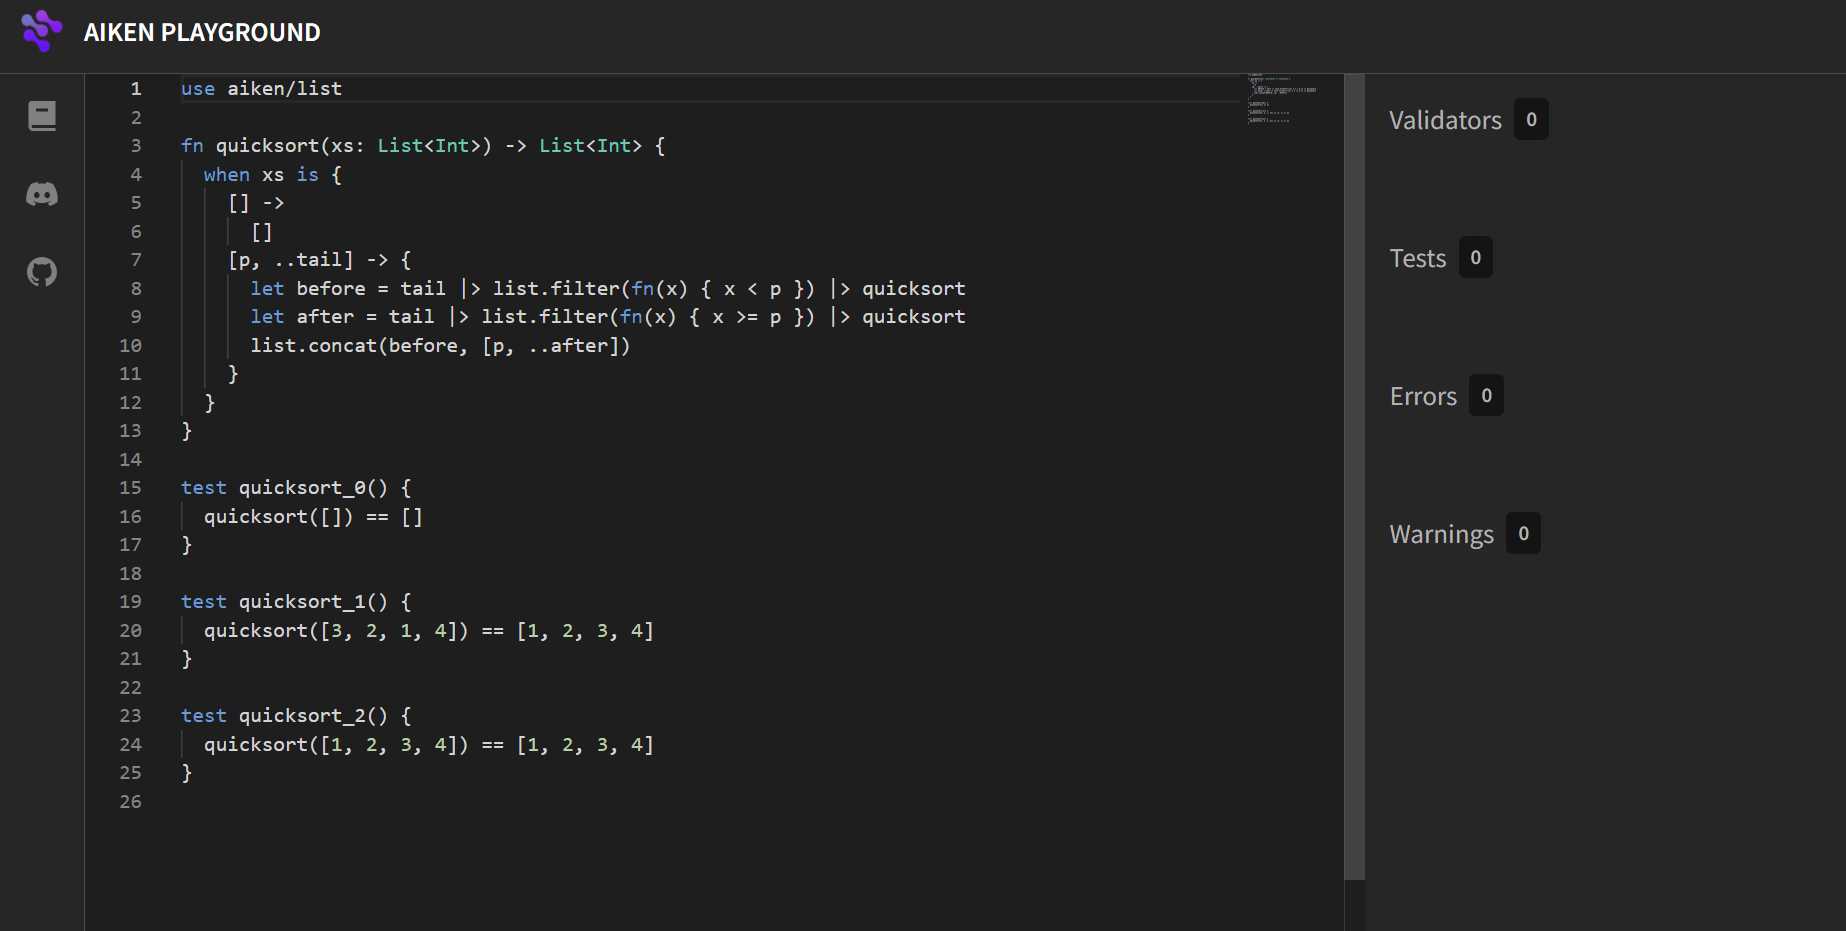 AIKEN PLAYGROUND
1 use aiken/list
2
3 fn quicksort(xs: List<Int>) -> List<Int> {
4   when xs is {
5     [] ->
6       []
7     [p, ..tail] -> {
8       let before = tail |> list.filter(fn(x) { x < p }) |> quicksort
9       let after = tail |> list.filter(fn(x) { x >= p }) |> quicksort
10       list.concat(before, [p, ..after])
11     }
12   }
13 }
14
15 test quicksort_0() {
16   quicksort([]) == []
17 }
18
19 test quicksort_1() {
20   quicksort([3, 2, 1, 4]) == [1, 2, 3, 4]
21 }
22
23 test quicksort_2() {
24   quicksort([1, 2, 3, 4]) == [1, 2, 3, 4]
25 }
26
Validators 0
Tests 0
Errors 0
Warnings 0